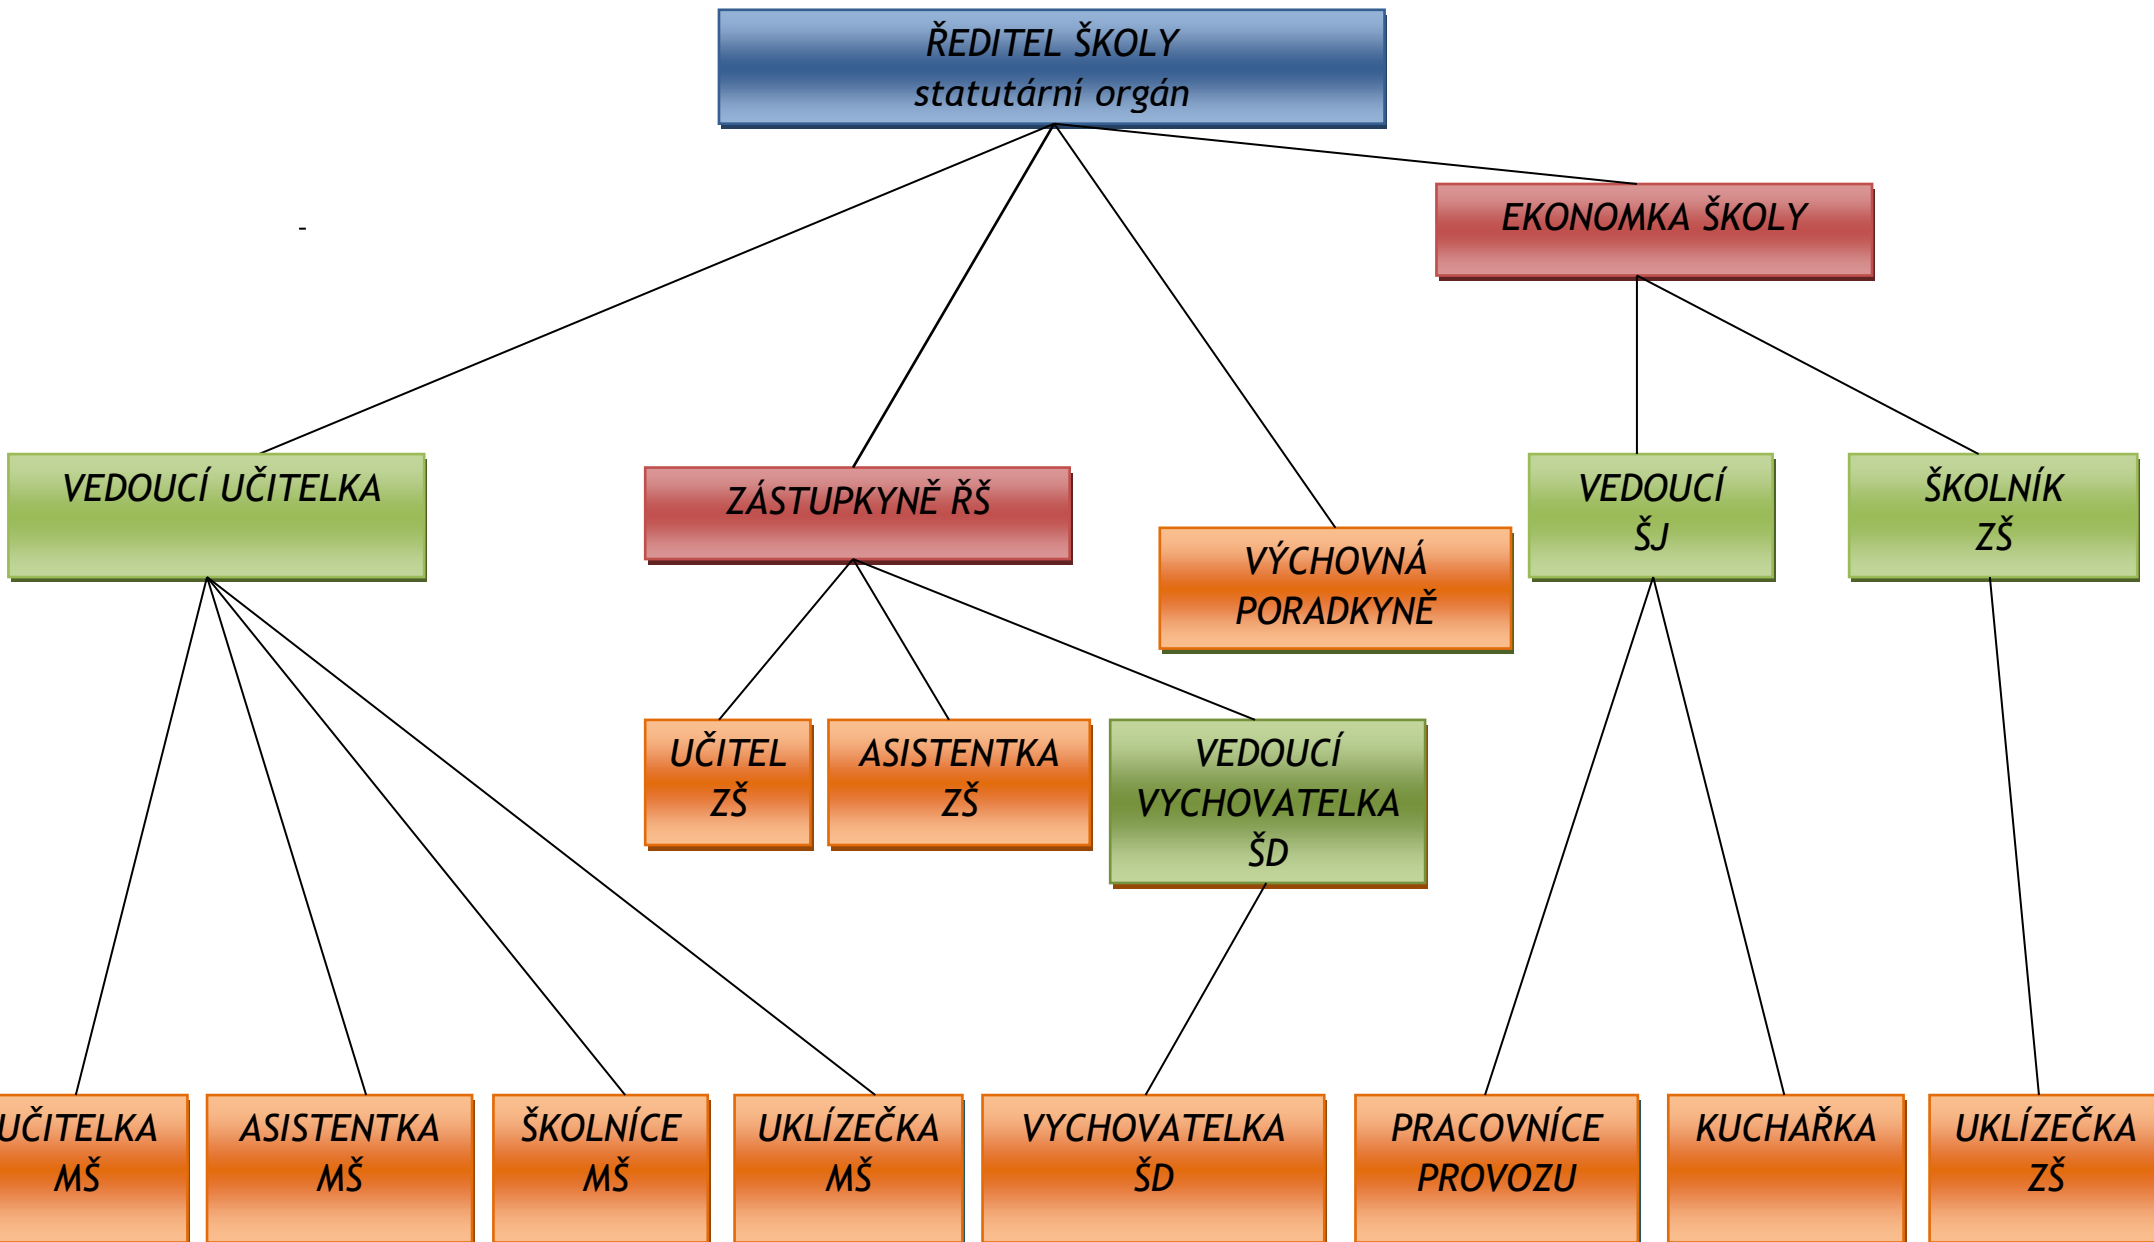 ŘEDITEL ŠKOLY
statutární orgán
-
EKONOMKA ŠKOLY
VEDOUCÍ UČITELKA
ZÁSTUPKYNĚ ŘŠ
VÝCHOVNÁ
PORADKYNĚ
VEDOUCÍ
ŠJ
ŠKOLNÍK
ZŠ
UČITEL
ZŠ
ASISTENTKA
ZŠ
VEDOUCÍ
VYCHOVATELKA
ŠD
UČITELKA
MŠ
ASISTENTKA
MŠ
ŠKOLNÍCE
MŠ
UKLÍZEČKA
MŠ
VYCHOVATELKA
ŠD
PRACOVNÍCE
PROVOZU
KUCHAŘKA
UKLÍZEČKA
ZŠ